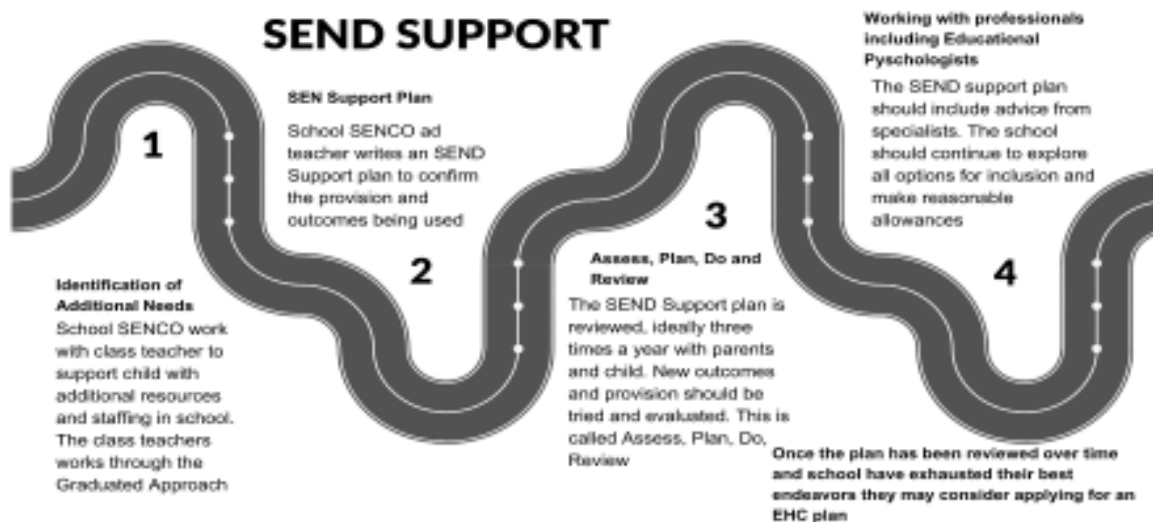 SEND SUPPORT
1
Identification of
Additional Needs
School SENCO work
with class teacher to
support child with
additional resources
and staffing in school.
The class teachers
works through the
Graduated Approach
SEN Support Plan
School SENCO ad
teacher writes an SEND
Support plan to confirm
the provision and
outcomes being used
2
3
Assess, Plan, Do and
Review
The SEND Support plan is
reviewed, ideally three
times a year with parents
and child. New outcomes
and provision should be
tried and evaluated. This is
called Assess, Plan, Do,
Review
Working with professionals
including Educational
Pyschologists
The SEND support plan
should include advice from
specialists. The school
should continue to explore
all options for inclusion and
make reasonable
allowances
4
Once the plan has been reviewed over time
and school have exhausted their best
endeavors they may consider applying for an
EHC plan